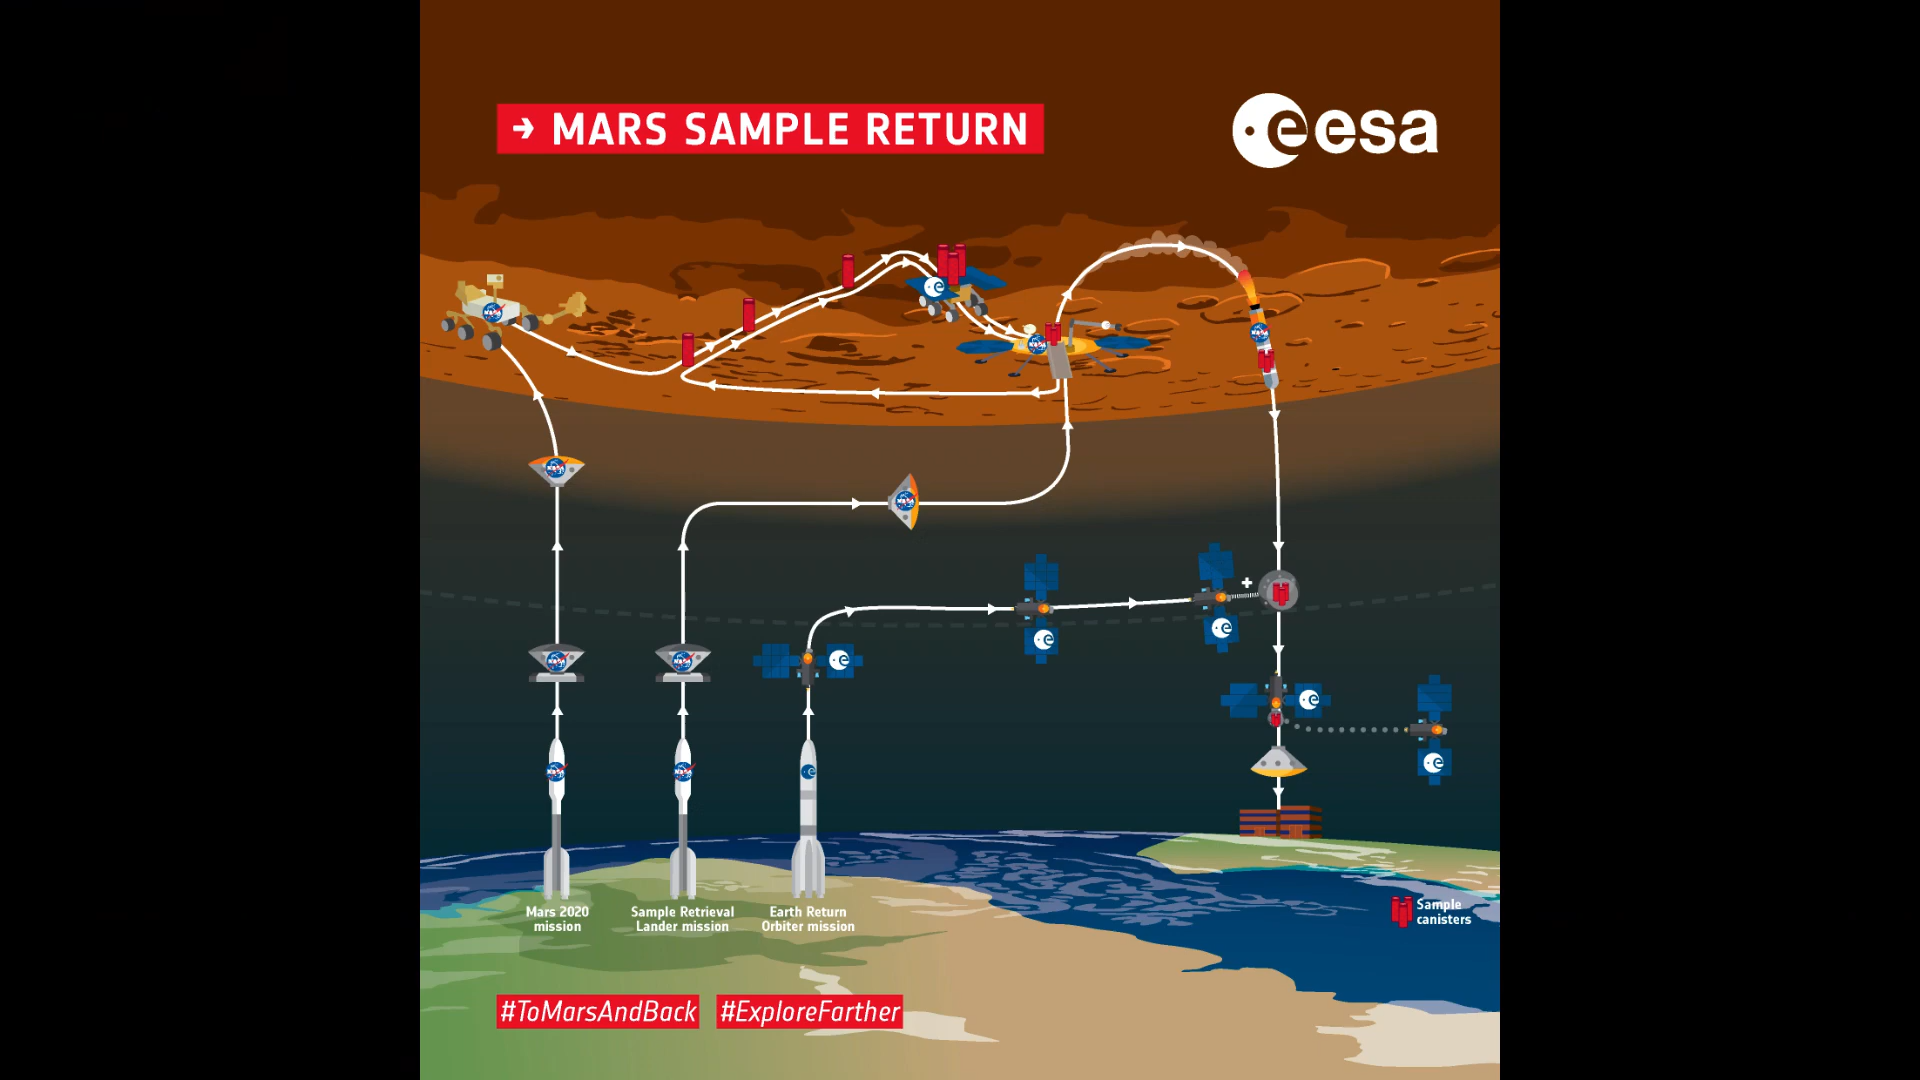 → MARS SAMPLE RETURN
esa
Mars 2020
mission
Sample Retrieval
Lander mission
Earth Return
Orbiter mission
Sample
canisters
#ToMarsAndBack
#ExploreFarther